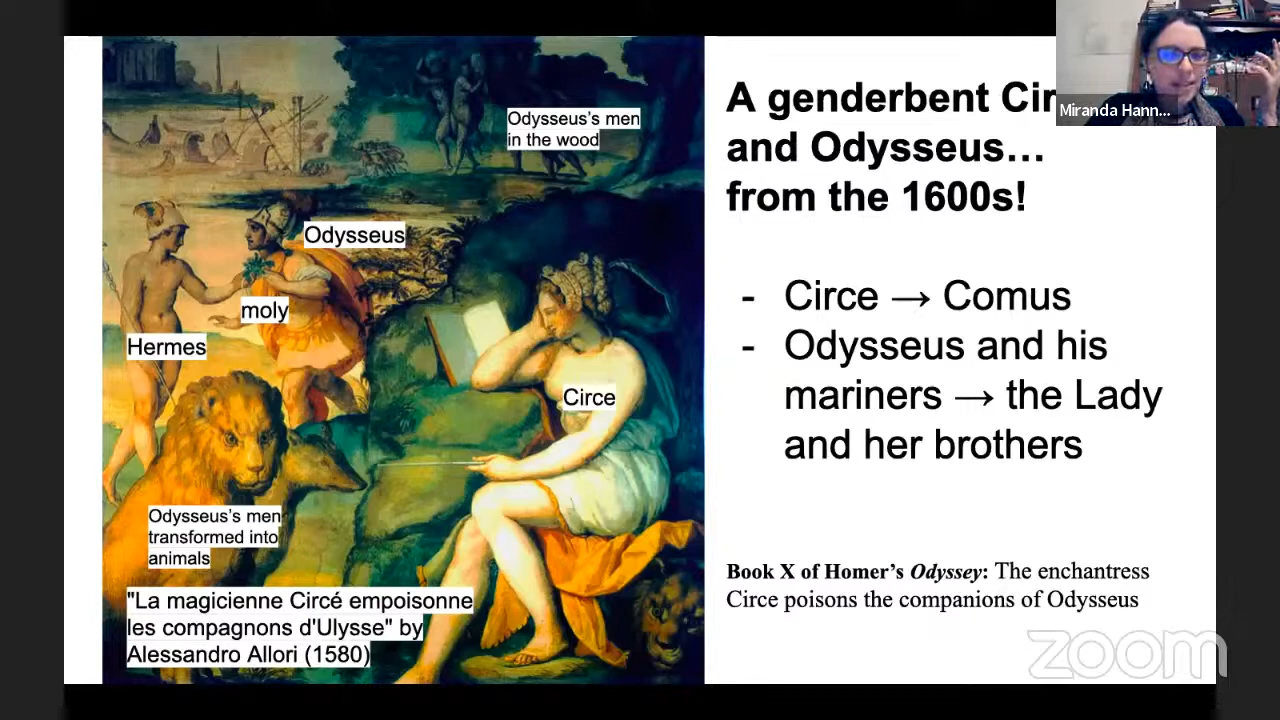 Odysseus's men
in the wood
Odysseus
moly
Hermes
Circe
Odysseus's men
transformed into
animals
"La magicienne Circé empoisonne
les compagnons d'Ulysse" by
Alessandro Allori (1580)
A genderbent Cir
and Odysseus…
from the 1600s!
- Circe → Comus
- Odysseus and his
mariners → the Lady
and her brothers
Book X of Homer's Odyssey: The enchantress
Circe poisons the companions of Odysseus
Miranda Hann...
zoom